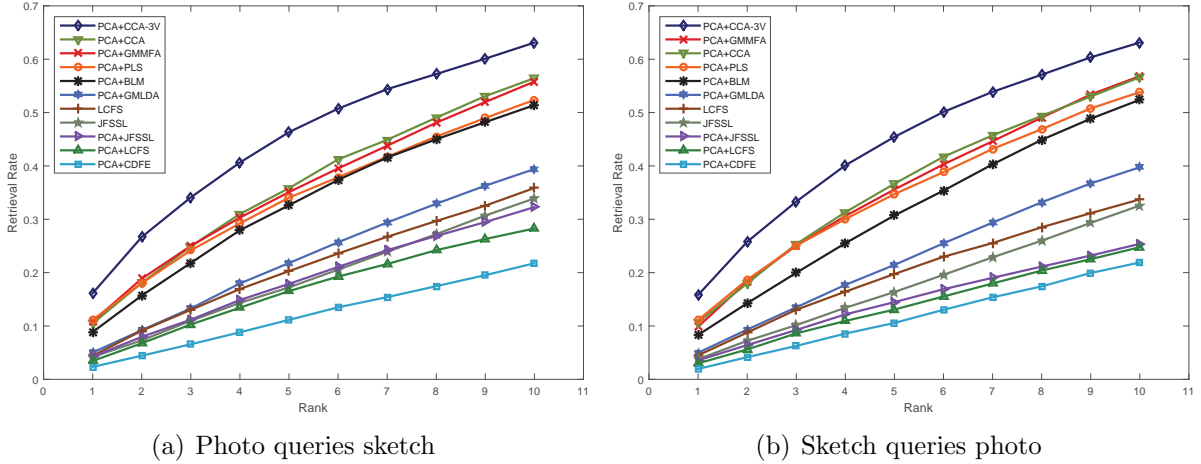 0.7
0.6
0.5
0.4
0.3
0.2
0.1
0
Retrieval Rate
PCA+CCA-3V
PCA+CCA
PCA+GMMFA
PCA+PLS
PCA+BLM
PCA+GMLDA
LCFS
JFSSL
PCA+JFSSL
PCA+LCFS
PCA+CDFE
0 1 2 3 4 5 6 7 8 9 10 11
Rank
(a) Photo queries sketch
0.7
0.6
0.5
0.4
0.3
0.2
0.1
0
Retrieval Rate
PCA+CCA-3V
PCA+GMMFA
PCA+CCA
PCA+PLS
PCA+BLM
PCA+GMLDA
LCFS
JFSSL
PCA+JFSSL
PCA+LCFS
PCA+CDFE
0 1 2 3 4 5 6 7 8 9 10 11
Rank
(b) Sketch queries photo